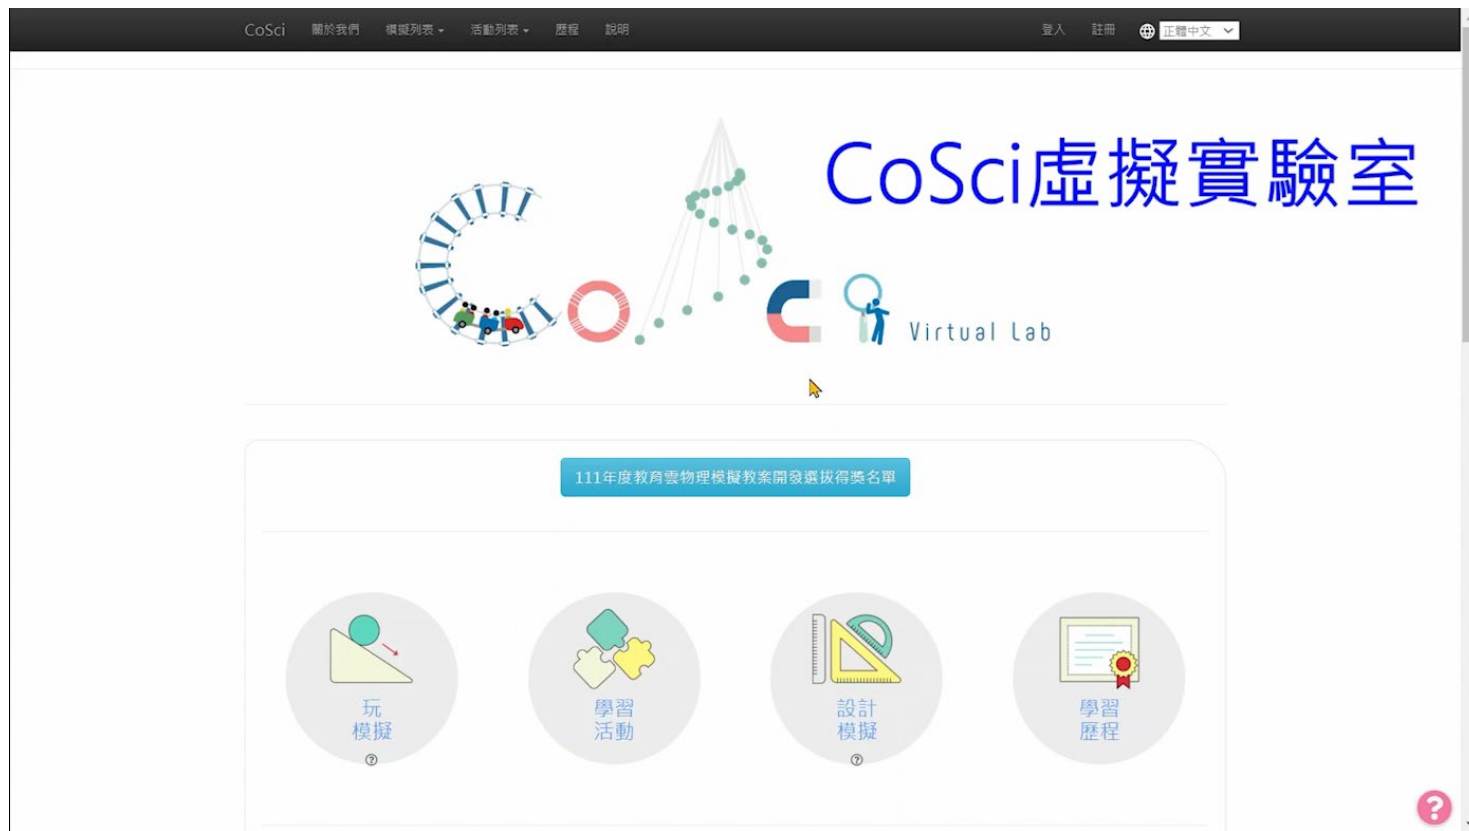 CoSci 關於我們 模擬列表 活動列表 歷程 說明 登入 註冊 正體中文
CoSci虛擬實驗室
CoSci
Virtual Lab
111年度教育雲物理模擬教案開發選拔得獎名單
玩
模擬
?
學習
活動
設計
模擬
?
學習
歷程
?